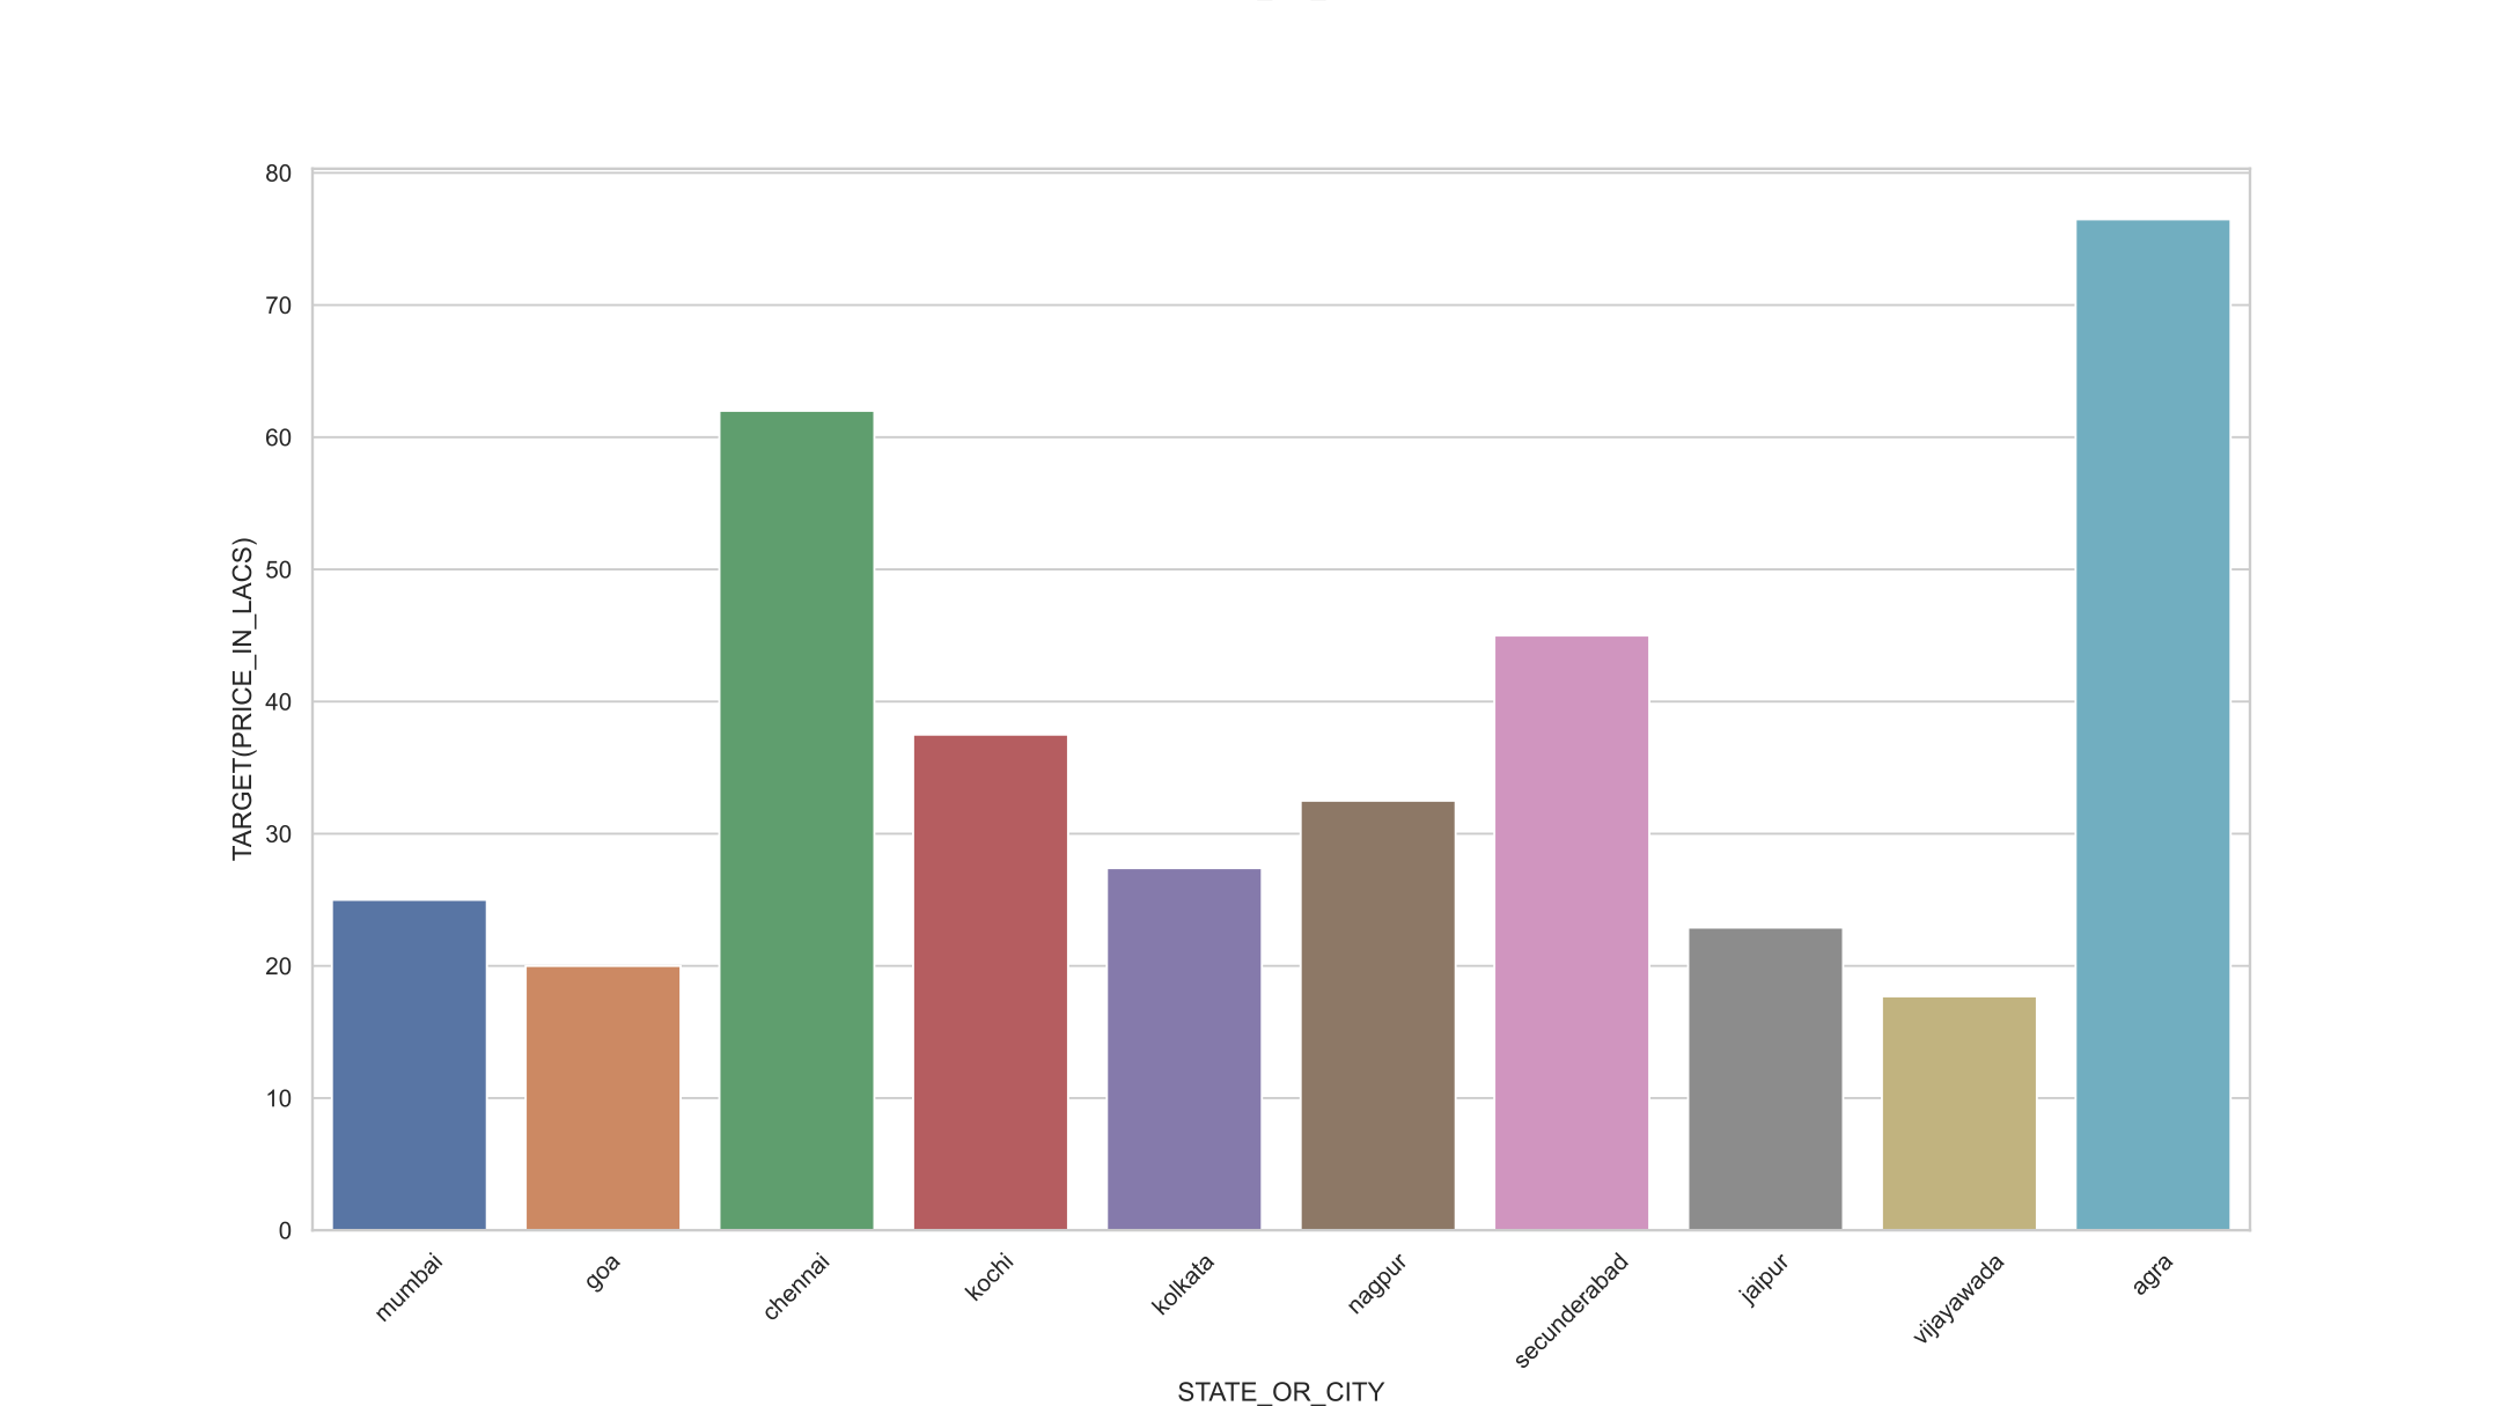 80
70
60
50
40
30
20
10
0
TARGET(PRICE_IN_LACS)
mumbai
goa
chennai
kochi
kolkata
nagpur
secunderabad
jaipur
vijayawada
agra
STATE_OR_CITY